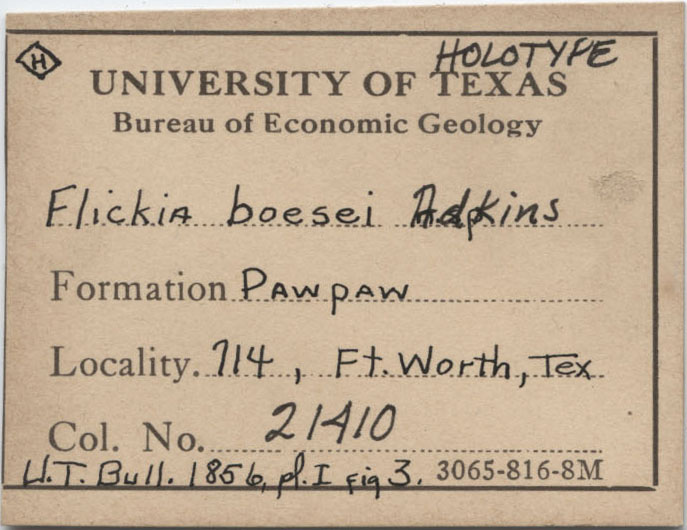 H
HOLOTYPE
UNIVERSITY OF TEXAS
Bureau of Economic Geology
Flickia boesei Adkins
Formation Pawpaw
Locality. 714, Ft. Worth, Tex
Col. No. 21410
U.T. Bull. 1856, pl. I fig 3. 3065-816-8M